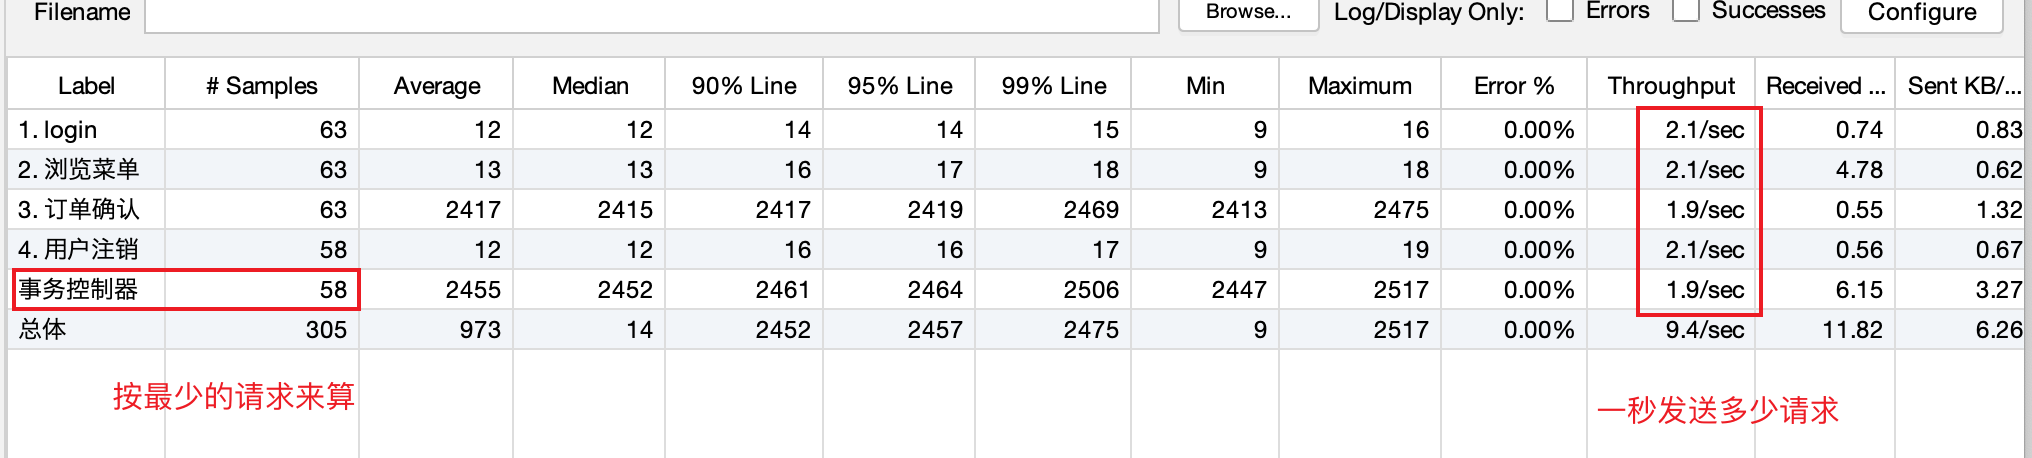 Filename Browse... Log/Display Only: Errors Successes Configure
Label # Samples Average Median 90% Line 95% Line 99% Line Min Maximum Error % Throughput Received ... Sent KB/...
1. login 63 12 12 14 14 15 9 16 0.00% 2.1/sec 0.74 0.83
2. 浏览菜单 63 13 13 16 17 18 9 18 0.00% 2.1/sec 4.78 0.62
3. 订单确认 63 2417 2415 2417 2419 2469 2413 2475 0.00% 1.9/sec 0.55 1.32
4. 用户注销 58 12 12 16 16 17 9 19 0.00% 2.1/sec 0.56 0.67
事务控制器 58 2455 2452 2461 2464 2506 2447 2517 0.00% 1.9/sec 6.15 3.27
总体 305 973 14 2452 2457 2475 9 2517 0.00% 9.4/sec 11.82 6.26
按最少的请求来算
一秒发送多少请求